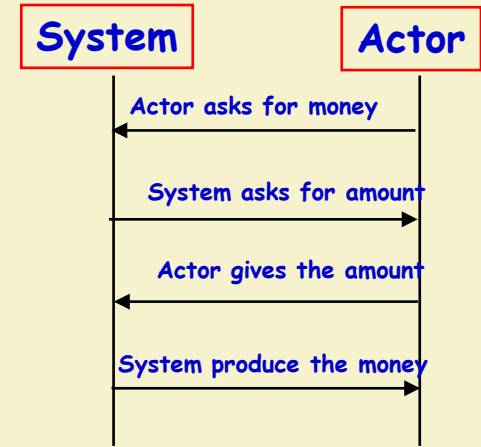 System
Actor
Actor asks for money
System asks for amount
Actor gives the amount
System produce the money